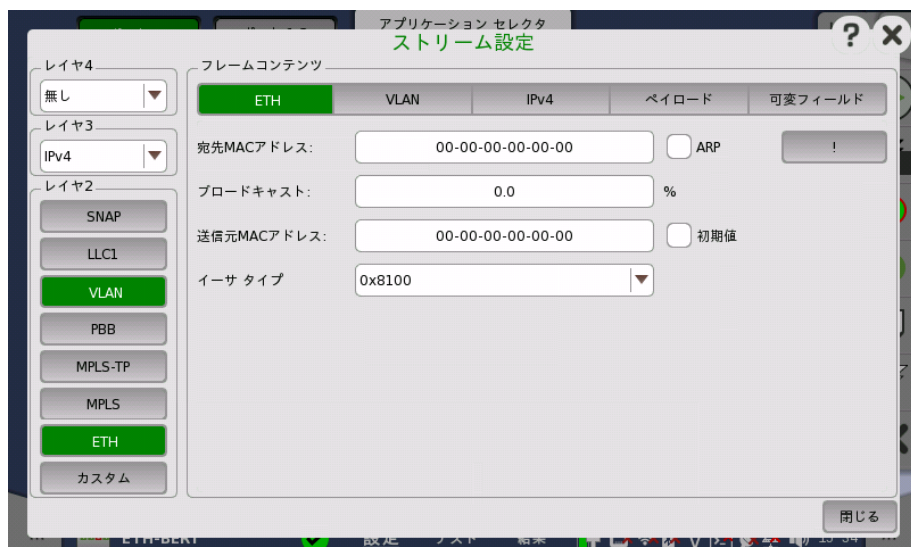 アプリケーション セレクタ
ストリーム設定
?
レイヤ4
無し
レイヤ3
IPv4
レイヤ2
SNAP
LLC1
VLAN
PBB
MPLS-TP
MPLS
ETH
カスタム
フレームコンテンツ
ETH VLAN IPv4 ペイロード 可変フィールド
宛先MACアドレス: 00-00-00-00-00-00 ARP !
ブロードキャスト: 0.0 %
送信元MACアドレス: 00-00-00-00-00-00 初期値
イーサ タイプ 0x8100
閉じる
ETH-BERT 設定 テスト 結果